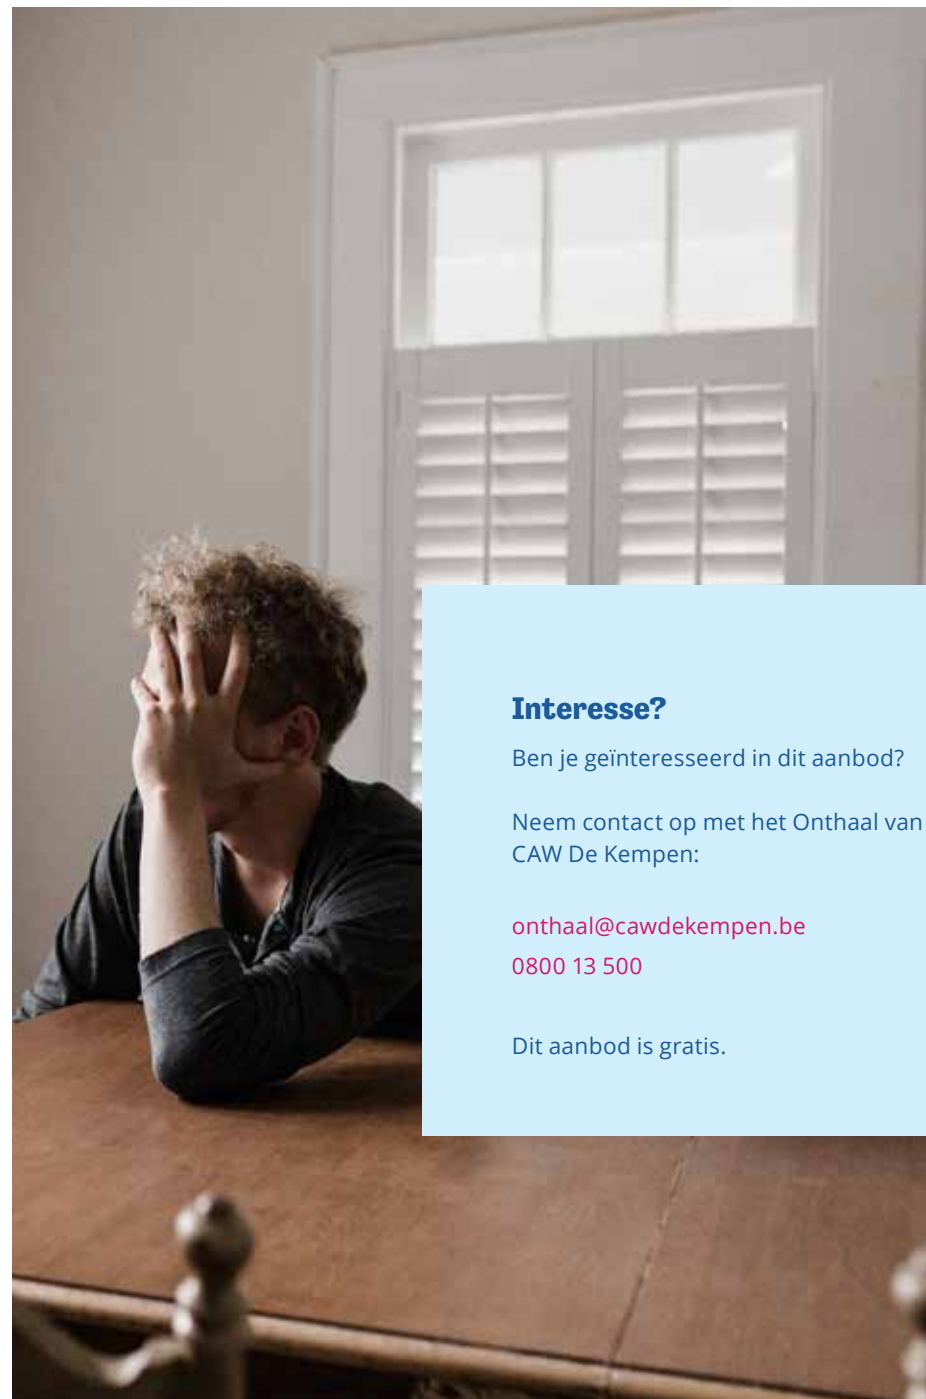 Interesse?
Ben je geïnteresseerd in dit aanbod?
Neem contact op met het Onthaal van
CAW De Kempen:
onthaal@cawdekempen.be
0800 13 500
Dit aanbod is gratis.